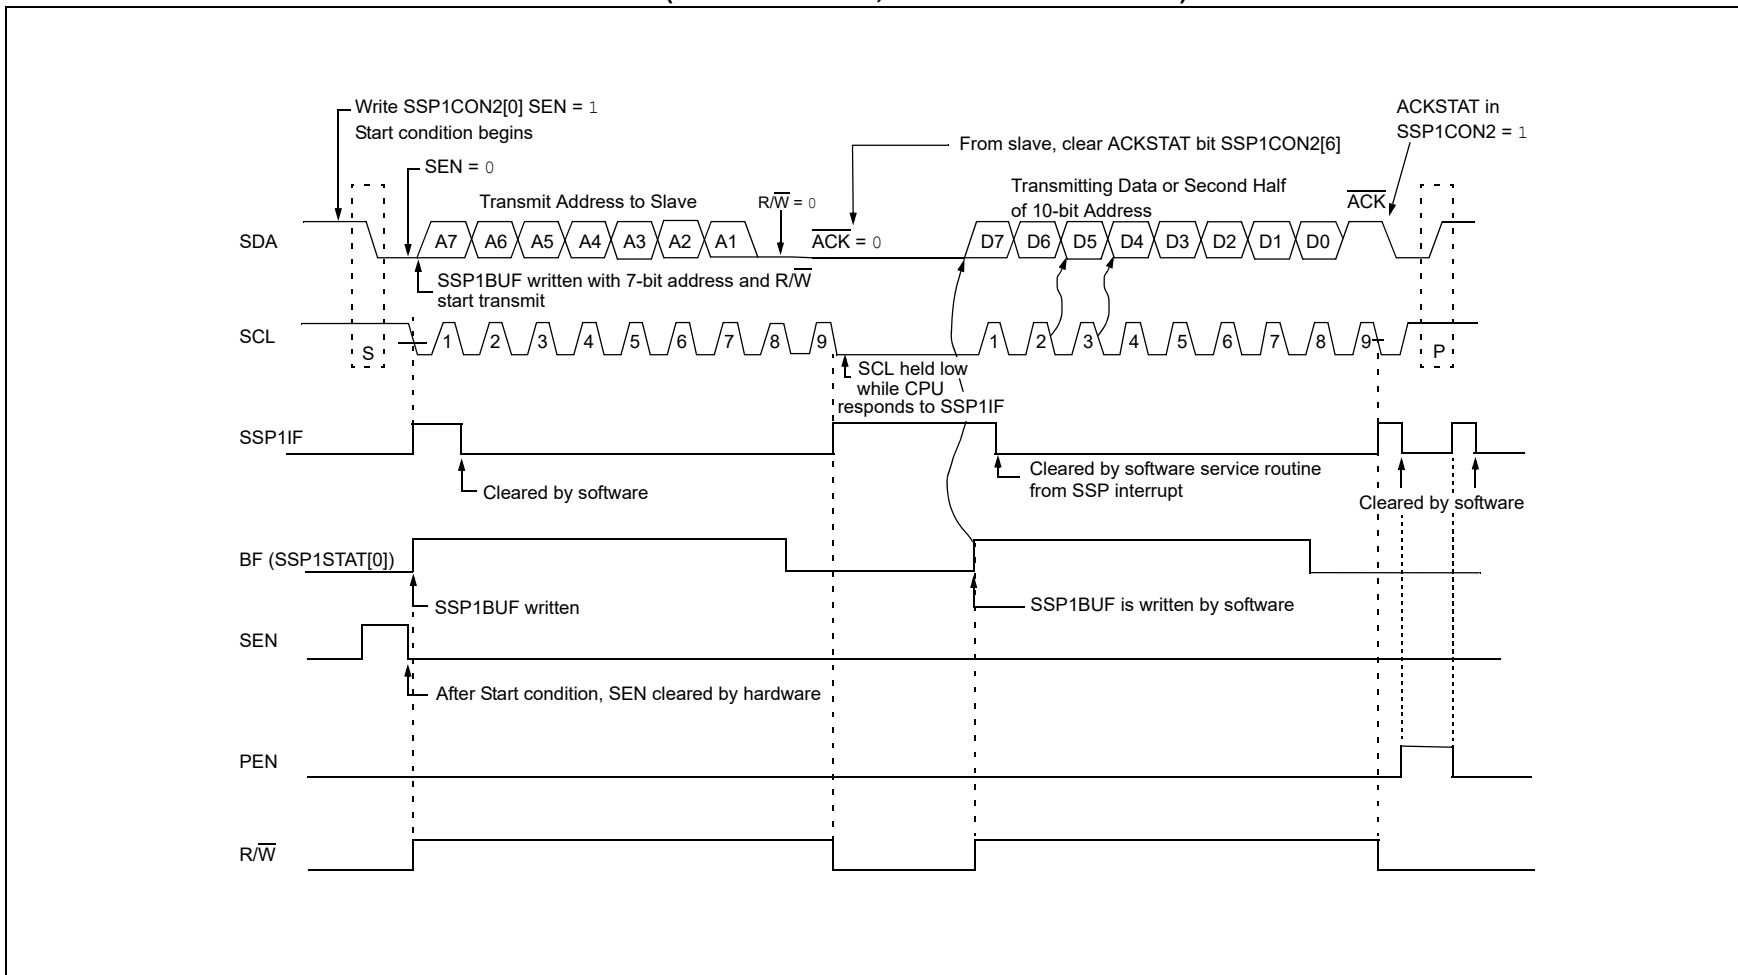 Write SSP1CON2[0] SEN = 1
Start condition begins
SEN = 0
ACKSTAT in
SSP1CON2 = 1
From slave, clear ACKSTAT bit SSP1CON2[6]
Transmit Address to Slave
R/W̅ = 0
Transmitting Data or Second Half
of 10-bit Address
A̅C̅K̅
SDA
A7 A6 A5 A4 A3 A2 A1
A̅C̅K̅ = 0
D7 D6 D5 D4 D3 D2 D1 D0
SSP1BUF written with 7-bit address and R/W̅
start transmit
SCL
S
1 2 3 4 5 6 7 8 9
1 2 3 4 5 6 7 8 9
P
SCL held low
while CPU
responds to SSP1IF
SSP1IF
Cleared by software
Cleared by software service routine
from SSP interrupt
Cleared by software
BF (SSP1STAT[0])
SSP1BUF written
SSP1BUF is written by software
SEN
After Start condition, SEN cleared by hardware
PEN
R/W̅